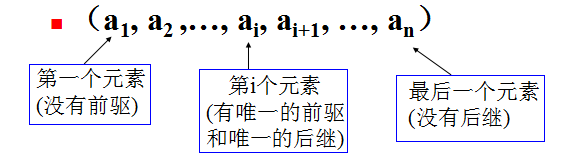 （a1, a2 ,…, ai, ai+1, …, an）
第一个元素
(没有前驱)
第i个元素
(有唯一的前驱
和唯一的后继)
最后一个元素
(没有后继)